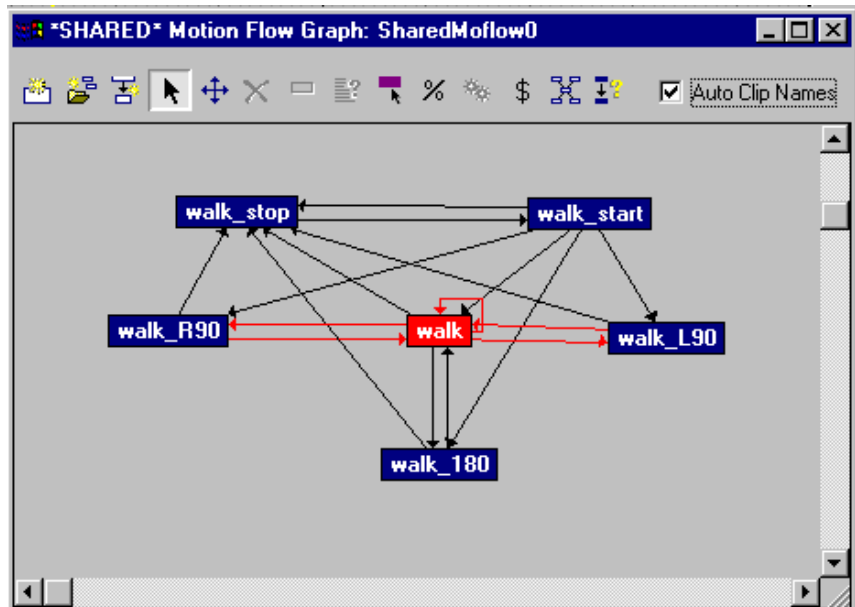 *SHARED* Motion Flow Graph: SharedMoflow0
% $ Auto Clip Names
walk_stop walk_start
walk_R90 walk walk_L90
walk_180